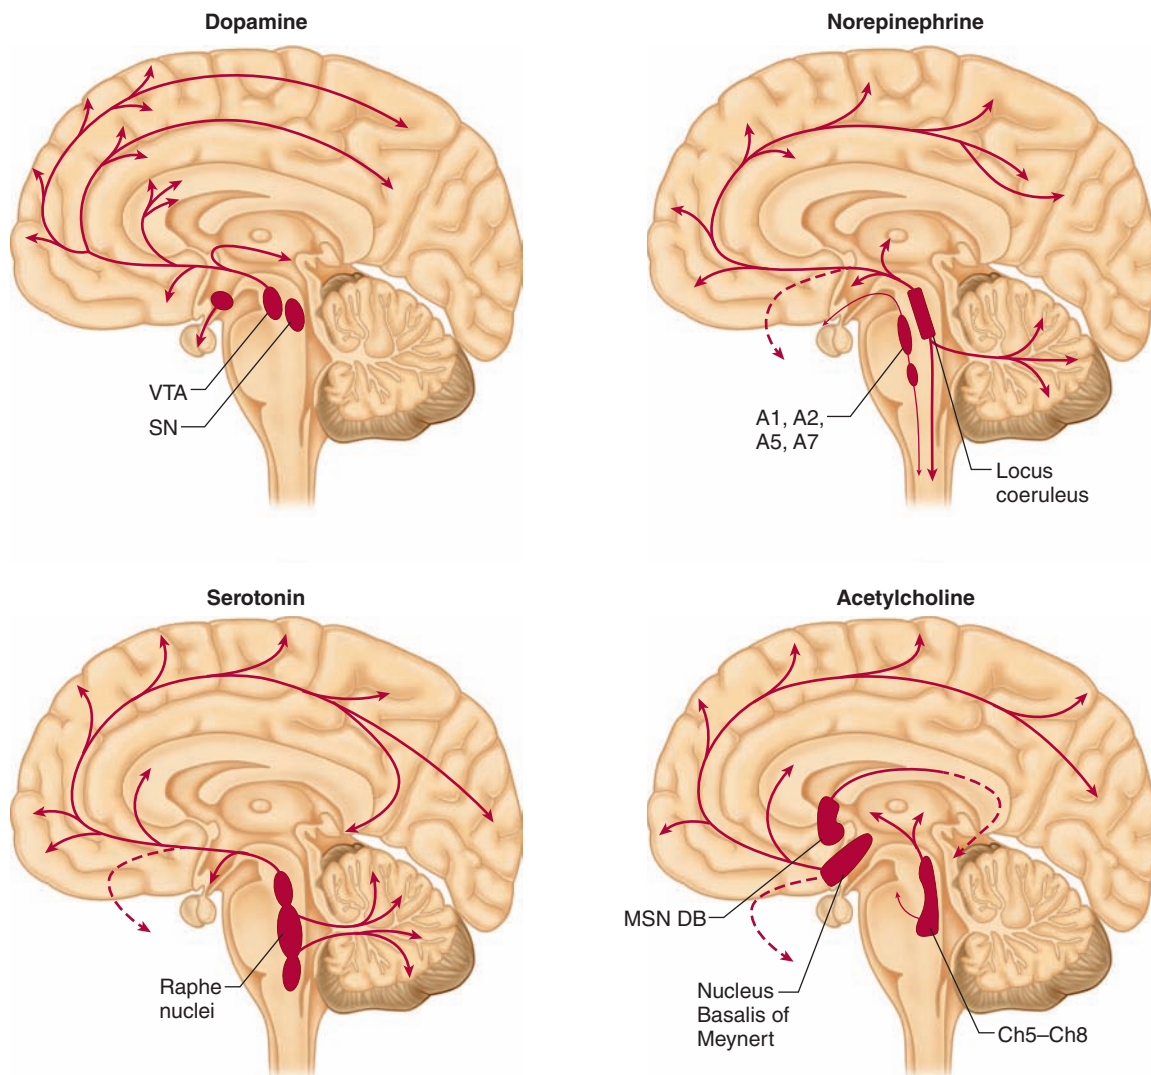 Dopamine
Norepinephrine
VTA
SN
A1, A2,
A5, A7
Locus
coeruleus
Serotonin
Acetylcholine
Raphe
nuclei
MSN DB
Nucleus
Basalis of
Meynert
Ch5–Ch8